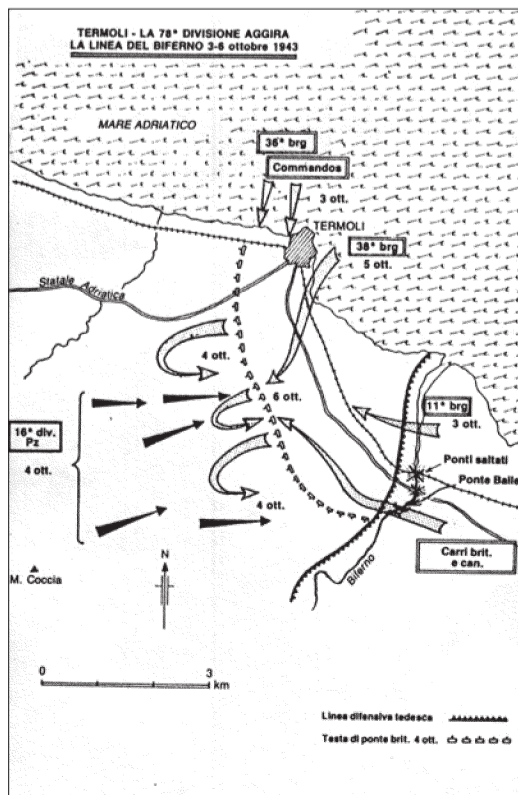 TERMOLI - LA 78ª DIVISIONE AGGIRA
LA LINEA DEL BIFERNO 3-6 ottobre 1943
MARE ADRIATICO
36ª brg
Commandos
3 ott.
TERMOLI
38ª brg
5 ott.
Statale Adriatica
4 ott.
6 ott.
16ª div.
Pz
4 ott.
11ª brg
3 ott.
Ponti saltati
Ponte Baile
4 ott.
Carri brit.
e can.
Biferno
N
M. Coccia
0 3
km
Linea difensiva tedesca
Testa di ponte brit. 4 ott.